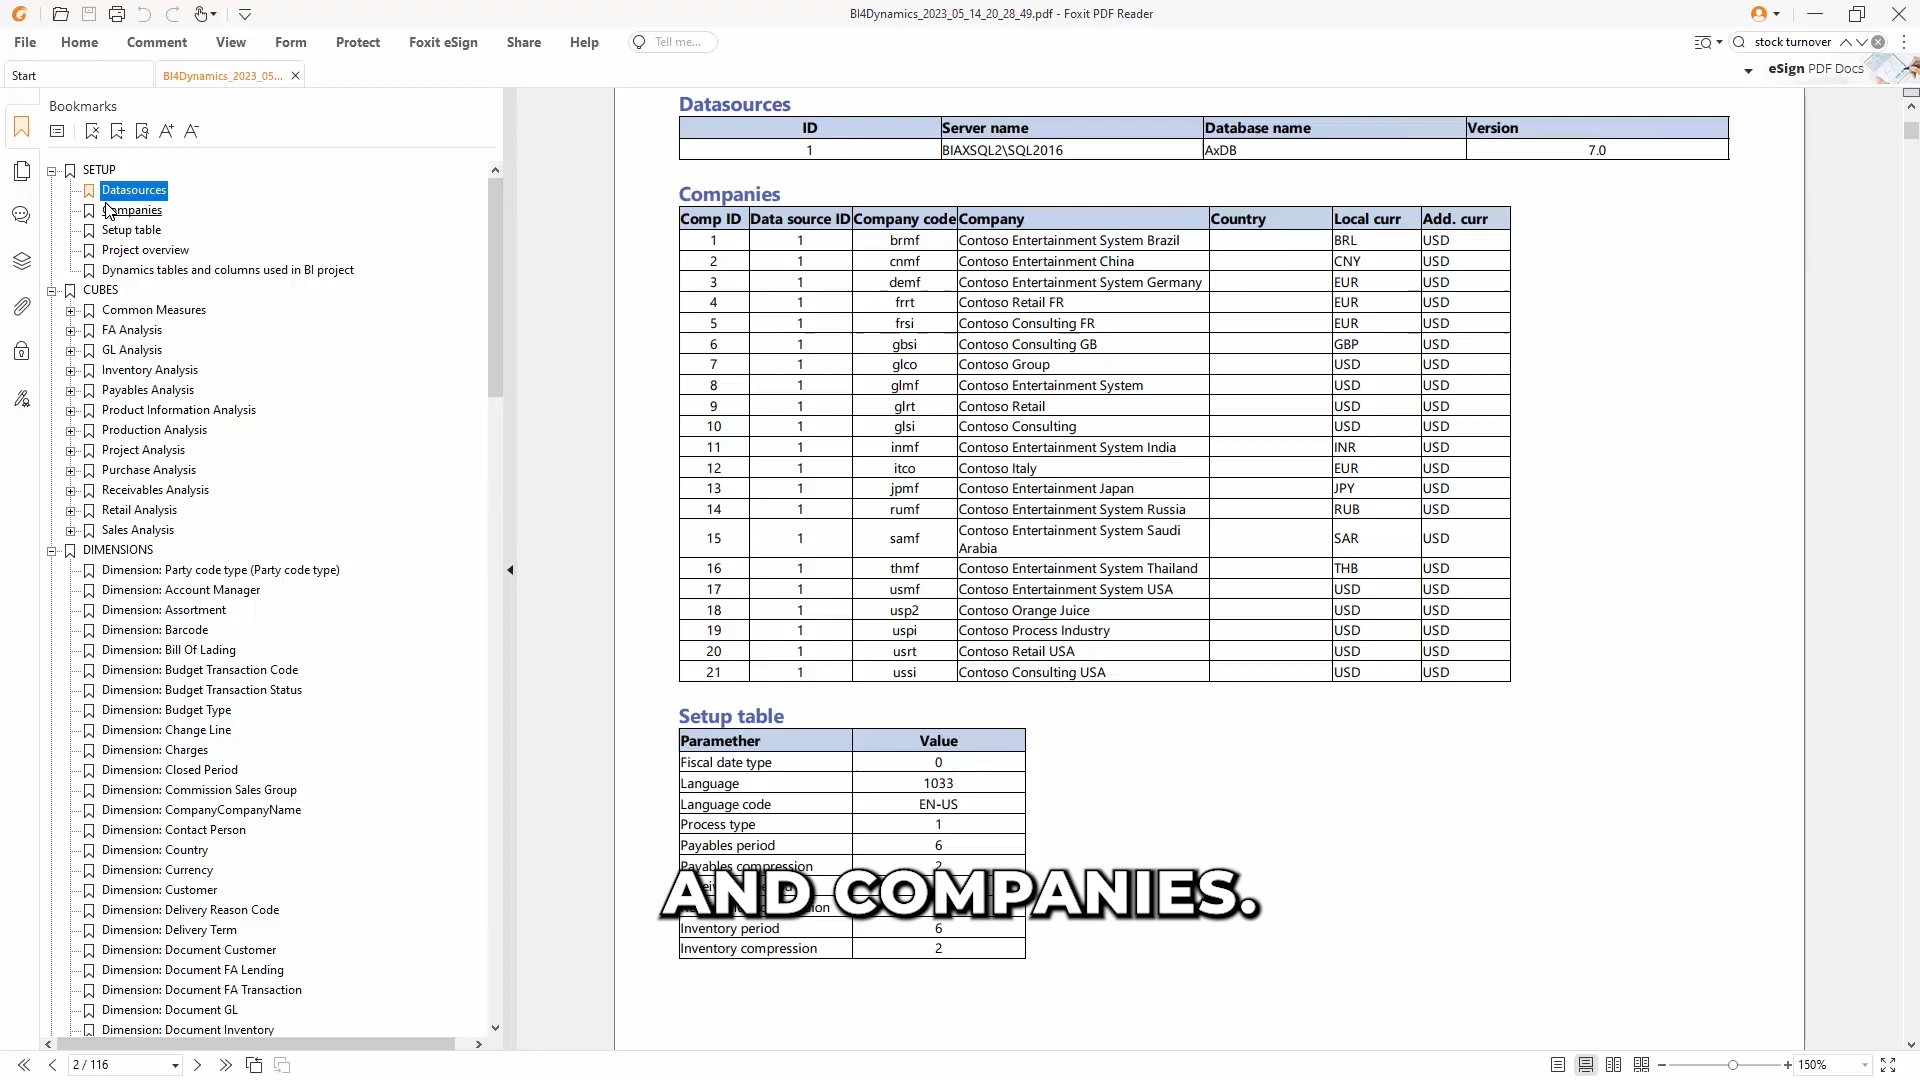 BI4Dynamics_2023_05_14_20_28_49.pdf - Foxit PDF Reader
File Home Comment View Form Protect Foxit eSign Share Help Tell me... stock turnover
Start BI4Dynamics_2023_05... eSign PDF Docs
Bookmarks
SETUP
Datasources
Companies
Setup table
Project overview
Dynamics tables and columns used in BI project
CUBES
Common Measures
FA Analysis
GL Analysis
Inventory Analysis
Payables Analysis
Product Information Analysis
Production Analysis
Project Analysis
Purchase Analysis
Receivables Analysis
Retail Analysis
Sales Analysis
DIMENSIONS
Dimension: Party code type (Party code type)
Dimension: Account Manager
Dimension: Assortment
Dimension: Barcode
Dimension: Bill Of Lading
Dimension: Budget Transaction Code
Dimension: Budget Transaction Status
Dimension: Budget Type
Dimension: Change Line
Dimension: Charges
Dimension: Closed Period
Dimension: Commission Sales Group
Dimension: CompanyCompanyName
Dimension: Contact Person
Dimension: Country
Dimension: Currency
Dimension: Customer
Dimension: Delivery Reason Code
Dimension: Delivery Term
Dimension: Document Customer
Dimension: Document FA Lending
Dimension: Document FA Transaction
Dimension: Document GL
Dimension: Document Inventory
Datasources
ID Server name Database name Version
1 BIAXSQL2\SQL2016 AxDB 7.0
Companies
Comp ID Data source ID Company code Company Country Local curr Add. curr
1 1 brmf Contoso Entertainment System Brazil BRL USD
2 1 cnmf Contoso Entertainment China CNY USD
3 1 demf Contoso Entertainment System Germany EUR USD
4 1 frrt Contoso Retail FR EUR USD
5 1 frsi Contoso Consulting FR EUR USD
6 1 gbsi Contoso Consulting GB GBP USD
7 1 glco Contoso Group USD USD
8 1 glmf Contoso Entertainment System USD USD
9 1 glrt Contoso Retail USD USD
10 1 glsi Contoso Consulting USD USD
11 1 inmf Contoso Entertainment System India INR USD
12 1 itco Contoso Italy EUR USD
13 1 jpmf Contoso Entertainment Japan JPY USD
14 1 rumf Contoso Entertainment System Russia RUB USD
15 1 samf Contoso Entertainment System Saudi Arabia SAR USD
16 1 thmf Contoso Entertainment System Thailand THB USD
17 1 usmf Contoso Entertainment System USA USD USD
18 1 usp2 Contoso Orange Juice USD USD
19 1 uspi Contoso Process Industry USD USD
20 1 usrt Contoso Retail USA USD USD
21 1 ussi Contoso Consulting USA USD USD
Setup table
Paramether Value
Fiscal date type 0
Language 1033
Language code EN-US
Process type 1
Payables period 6
Payables compression 2
AND COMPANIES.
Inventory period 6
Inventory compression 2
2 / 116 150%